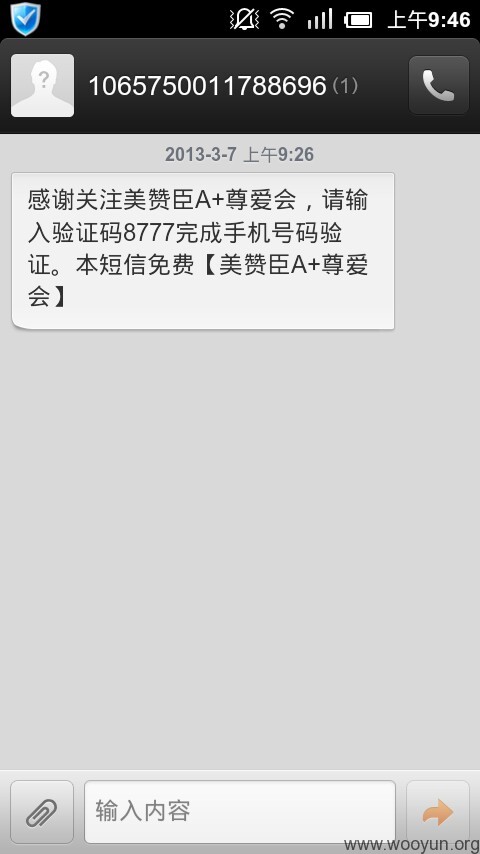 上午9:46
1065750011788696 (1)
2013-3-7 上午9:26
感谢关注美赞臣A+尊爱会，请输
入验证码8777完成手机号码验
证。本短信免费【美赞臣A+尊爱
会】
输入内容
www.wooyun.org